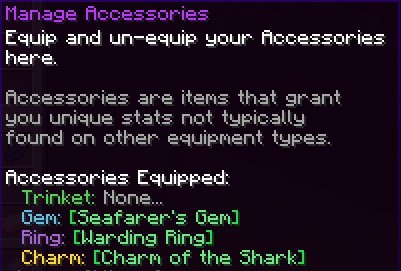 Manage Accessories
Equip and un-equip your Accessories
here.
Accessories are items that grant
you unique stats not typically
found on other equipment types.
Accessories Equipped:
Trinket: None...
Gem: [Seafarer's Gem]
Ring: [Warding Ring]
Charm: [Charm of the Shark]